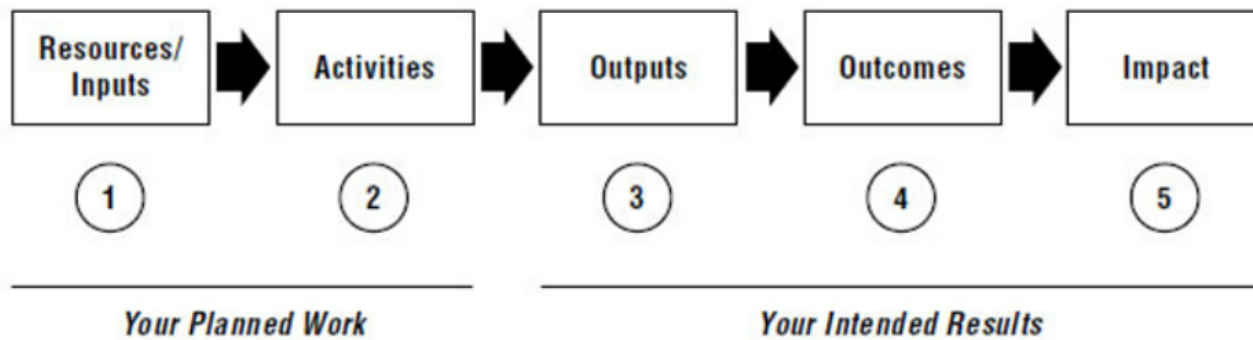 Resources/
Inputs
Activities
Outputs
Outcomes
Impact
1
2
3
4
5
Your Planned Work
Your Intended Results